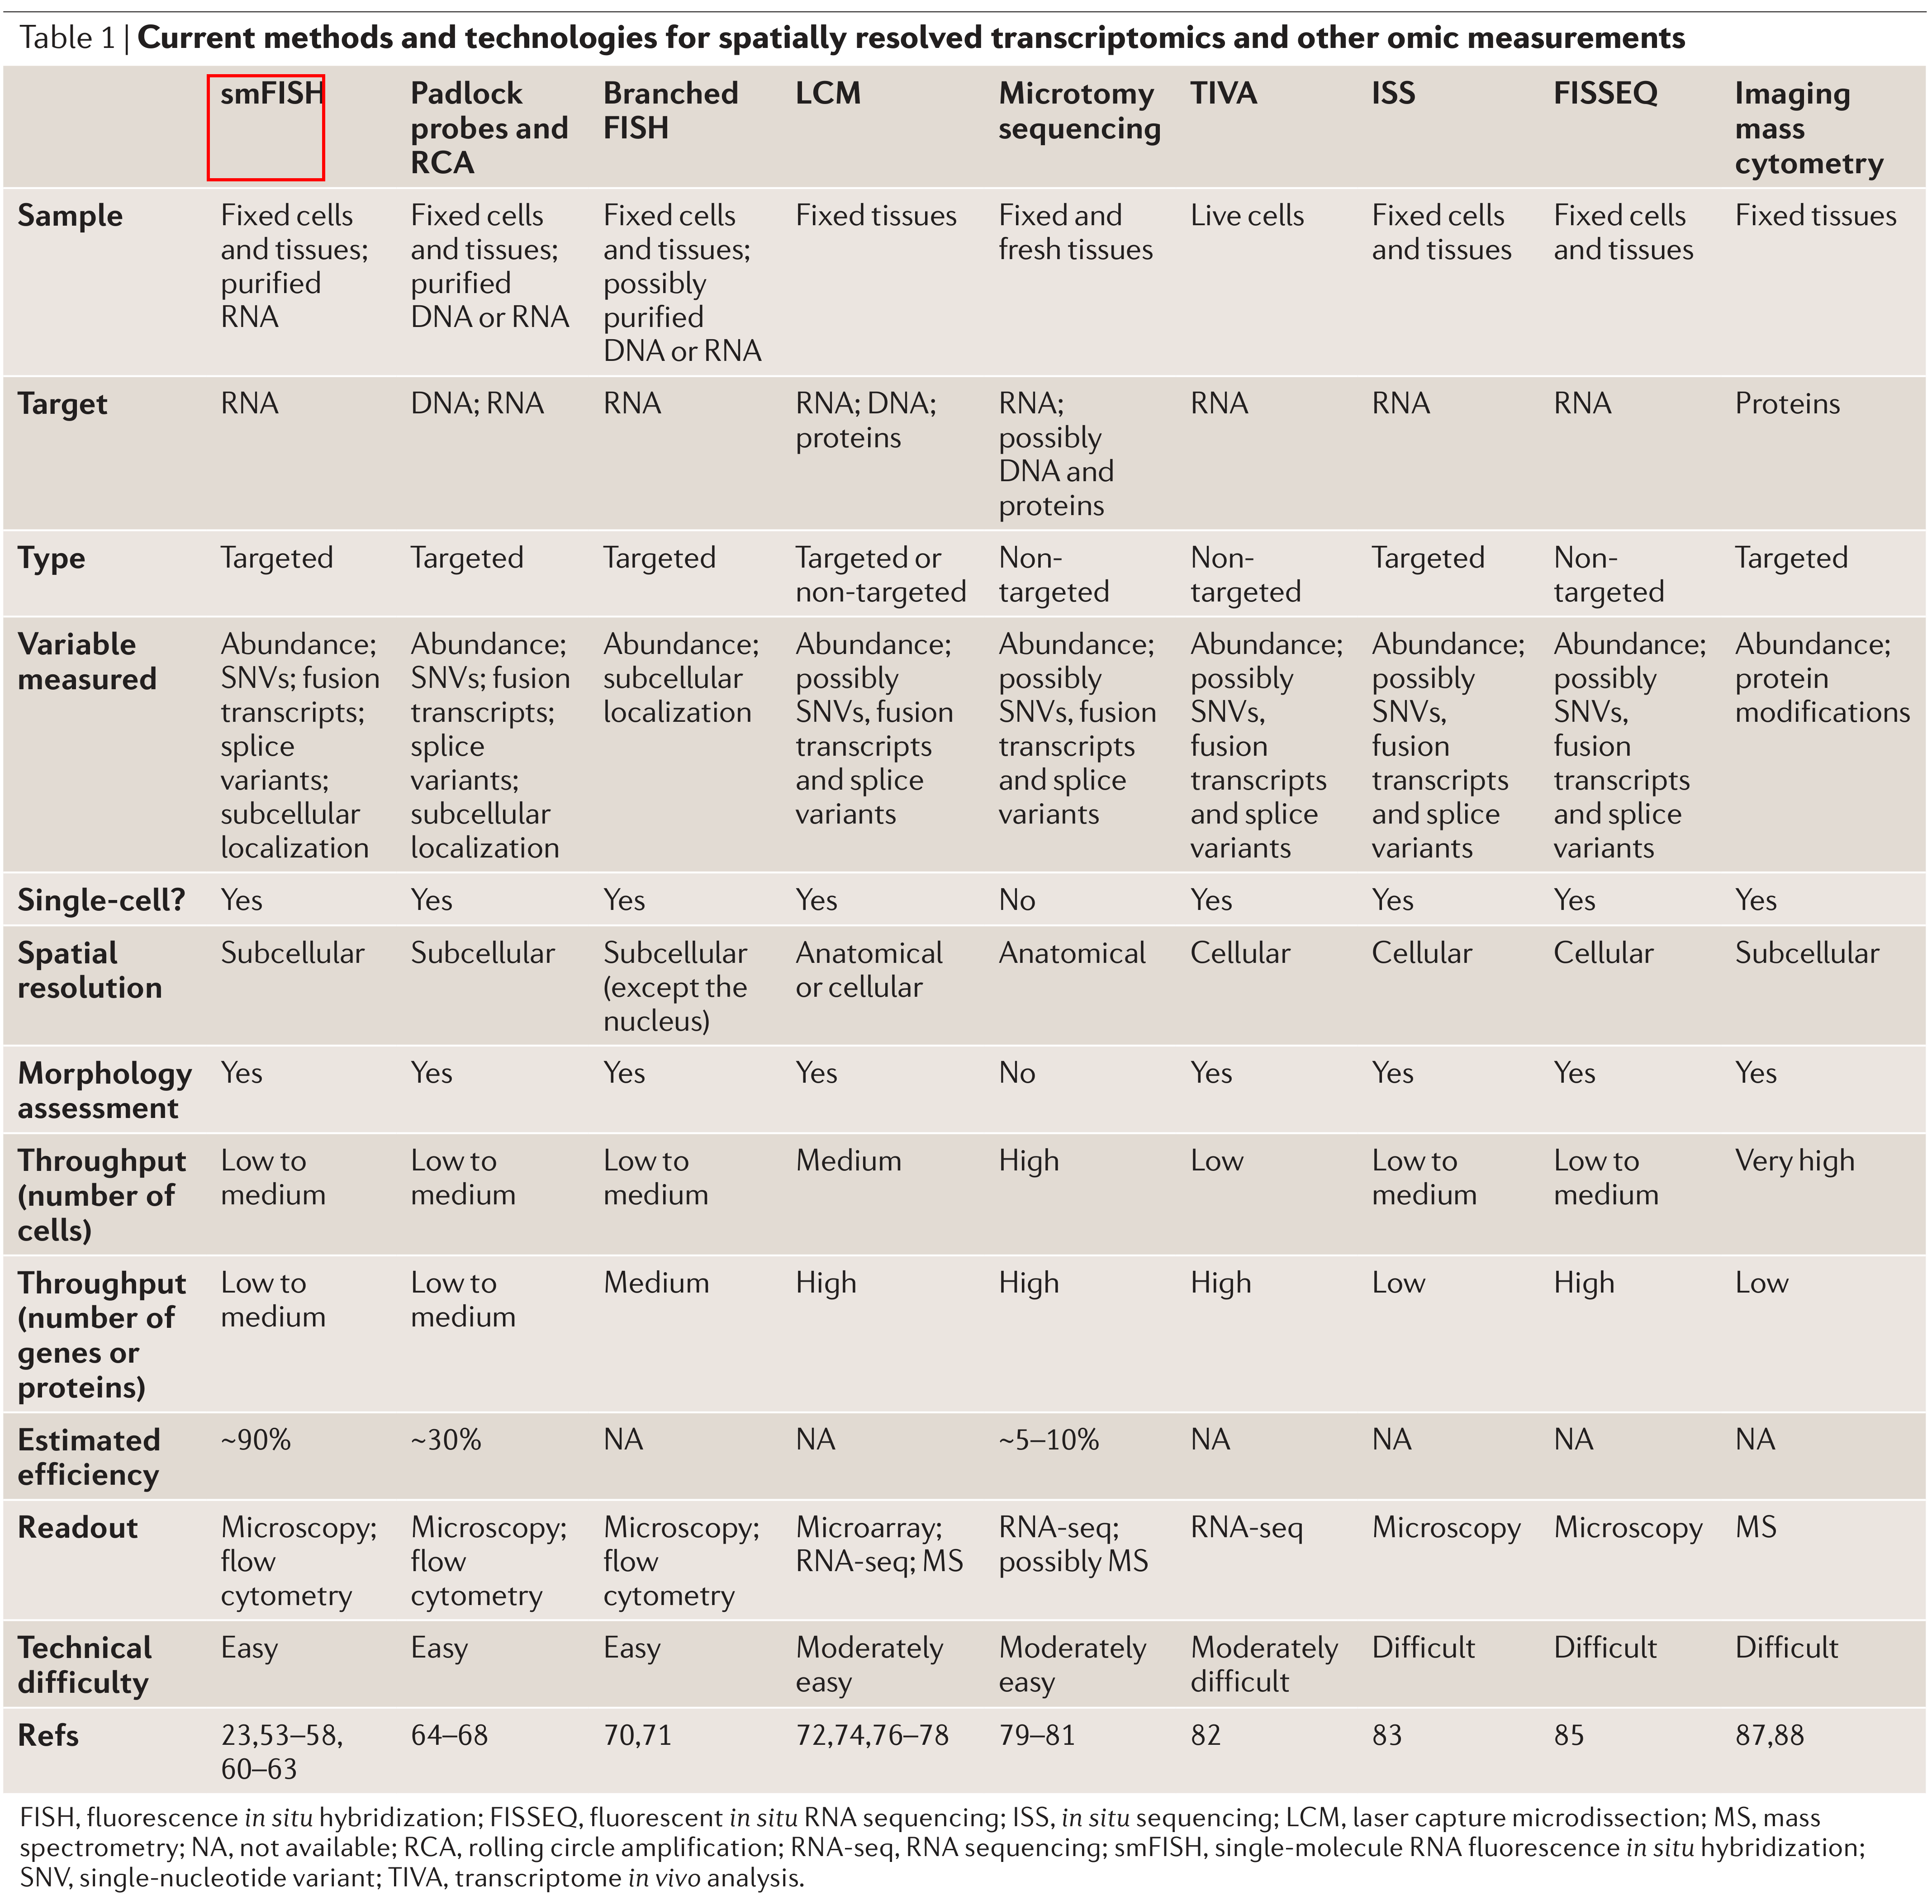 Table 1 | Current methods and technologies for spatially resolved transcriptomics and other omic measurements
smFISH
Padlock
probes and
RCA
Branched
FISH
LCM
Microtomy
sequencing
TIVA
ISS
FISSEQ
Imaging
mass
cytometry
Sample
Fixed cells
and tissues;
purified
RNA
Fixed cells
and tissues;
purified
DNA or RNA
Fixed cells
and tissues;
possibly
purified
DNA or RNA
Fixed tissues
Fixed and
fresh tissues
Live cells
Fixed cells
and tissues
Fixed cells
and tissues
Fixed tissues
Target
RNA
DNA; RNA
RNA
RNA; DNA;
proteins
RNA;
possibly
DNA and
proteins
RNA
RNA
RNA
Proteins
Type
Targeted
Targeted
Targeted
Targeted or
non-targeted
Non-
targeted
Non-
targeted
Targeted
Non-
targeted
Targeted
Variable
measured
Abundance;
SNVs; fusion
transcripts;
splice
variants;
subcellular
localization
Abundance;
SNVs; fusion
transcripts;
splice
variants;
subcellular
localization
Abundance;
subcellular
localization
Abundance;
possibly
SNVs, fusion
transcripts
and splice
variants
Abundance;
possibly
SNVs, fusion
transcripts
and splice
variants
Abundance;
possibly
SNVs,
fusion
transcripts
and splice
variants
Abundance;
possibly
SNVs,
fusion
transcripts
and splice
variants
Abundance;
possibly
SNVs,
fusion
transcripts
and splice
variants
Abundance;
protein
modifications
Single-cell?
Yes
Yes
Yes
Yes
No
Yes
Yes
Yes
Yes
Spatial
resolution
Subcellular
Subcellular
Subcellular
(except the
nucleus)
Anatomical
or cellular
Anatomical
Cellular
Cellular
Cellular
Subcellular
Morphology
assessment
Yes
Yes
Yes
Yes
No
Yes
Yes
Yes
Yes
Throughput
(number of
cells)
Low to
medium
Low to
medium
Low to
medium
Medium
High
Low
Low to
medium
Low to
medium
Very high
Throughput
(number of
genes or
proteins)
Low to
medium
Low to
medium
Medium
High
High
High
Low
High
Low
Estimated
efficiency
~90%
~30%
NA
NA
~5–10%
NA
NA
NA
NA
Readout
Microscopy;
flow
cytometry
Microscopy;
flow
cytometry
Microscopy;
flow
cytometry
Microarray;
RNA-seq; MS
RNA-seq;
possibly MS
RNA-seq
Microscopy
Microscopy
MS
Technical
difficulty
Easy
Easy
Easy
Moderately
easy
Moderately
easy
Moderately
difficult
Difficult
Difficult
Difficult
Refs
23,53–58,
60–63
64–68
70,71
72,74,76–78
79–81
82
83
85
87,88
FISH, fluorescence in situ hybridization; FISSEQ, fluorescent in situ RNA sequencing; ISS, in situ sequencing; LCM, laser capture microdissection; MS, mass
spectrometry; NA, not available; RCA, rolling circle amplification; RNA-seq, RNA sequencing; smFISH, single-molecule RNA fluorescence in situ hybridization;
SNV, single-nucleotide variant; TIVA, transcriptome in vivo analysis.